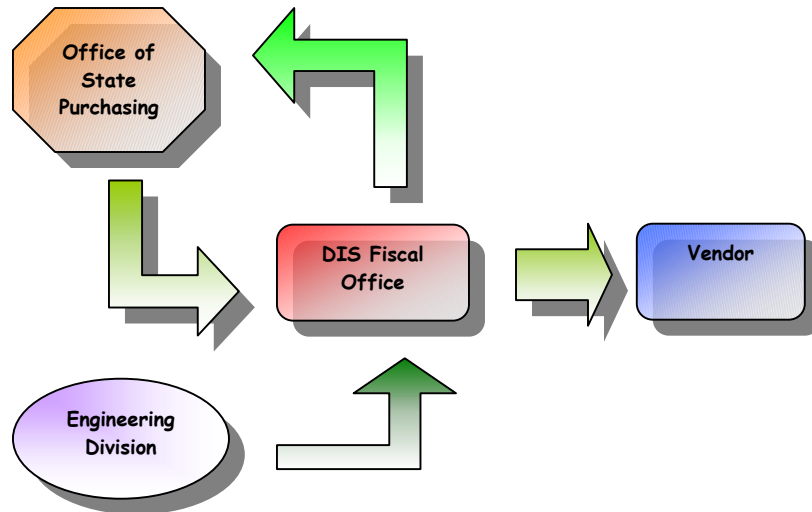 Office of
State
Purchasing
DIS Fiscal
Office
Vendor
Engineering
Division